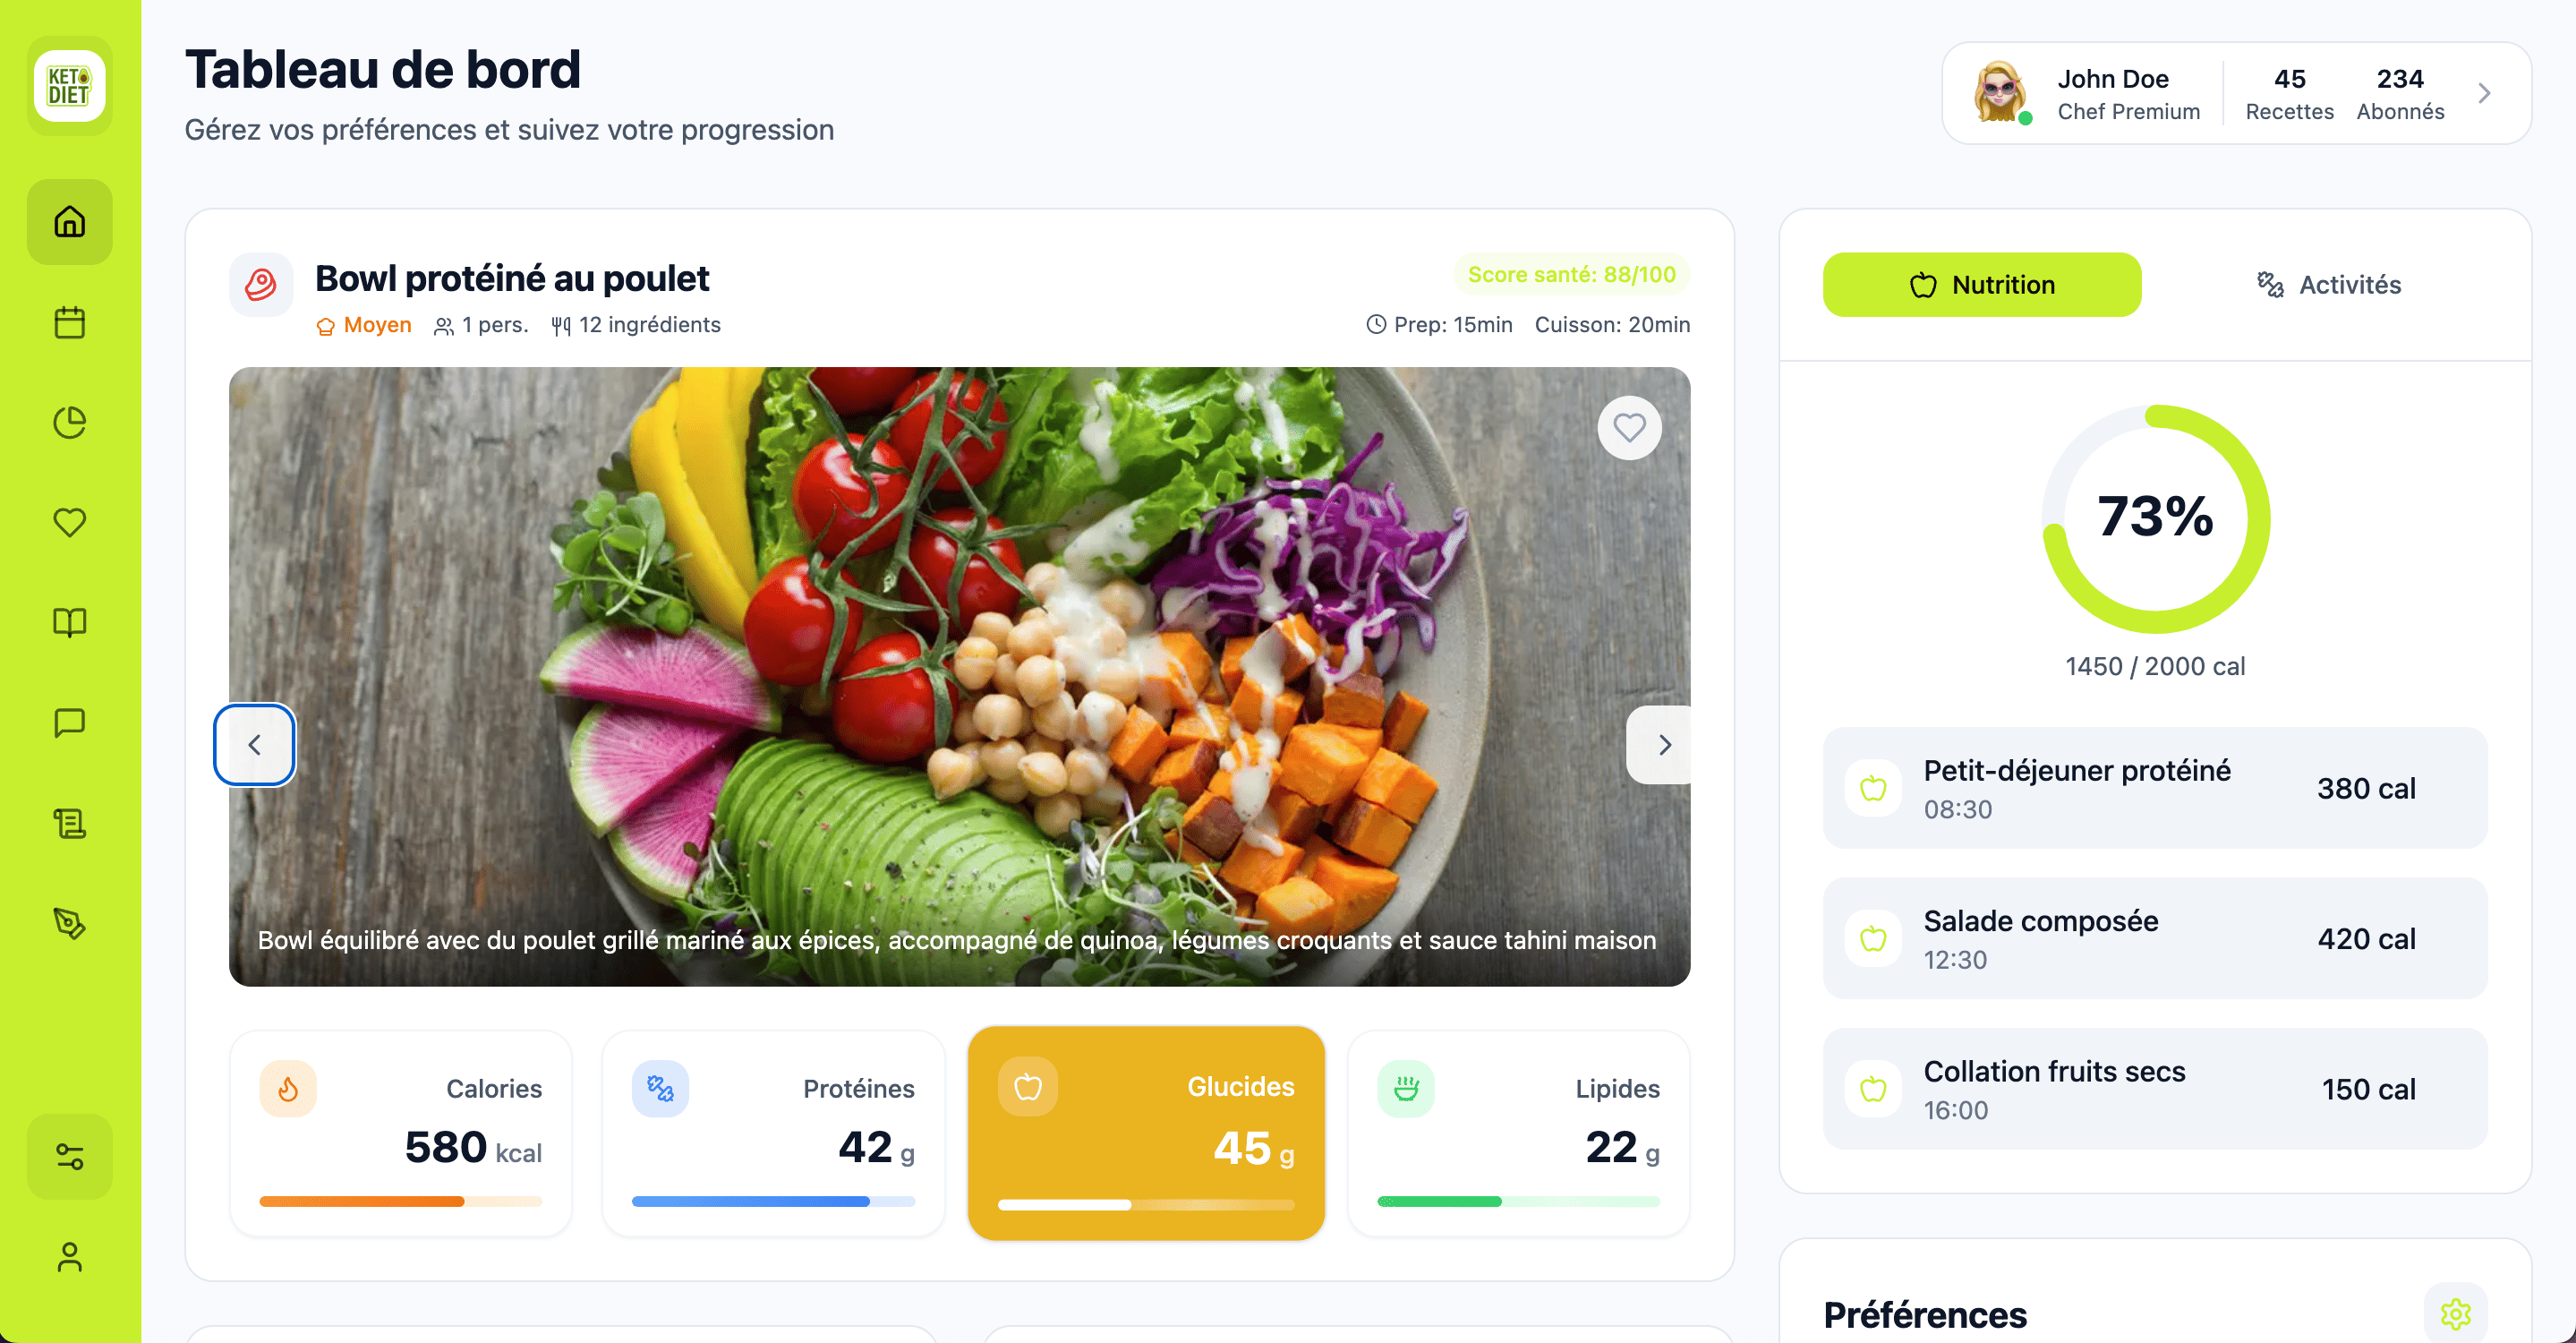 KETO
DIET
Tableau de bord
Gérez vos préférences et suivez votre progression
John Doe
Chef Premium
45
Recettes
234
Abonnés
Bowl protéiné au poulet
Moyen 1 pers. 12 ingrédients
Score santé: 88/100
Prep: 15min Cuisson: 20min
Bowl équilibré avec du poulet grillé mariné aux épices, accompagné de quinoa, légumes croquants et sauce tahini maison
Calories
580 kcal
Protéines
42 g
Glucides
45 g
Lipides
22 g
Nutrition
Activités
73%
1450 / 2000 cal
Petit-déjeuner protéiné
08:30
380 cal
Salade composée
12:30
420 cal
Collation fruits secs
16:00
150 cal
Préférences